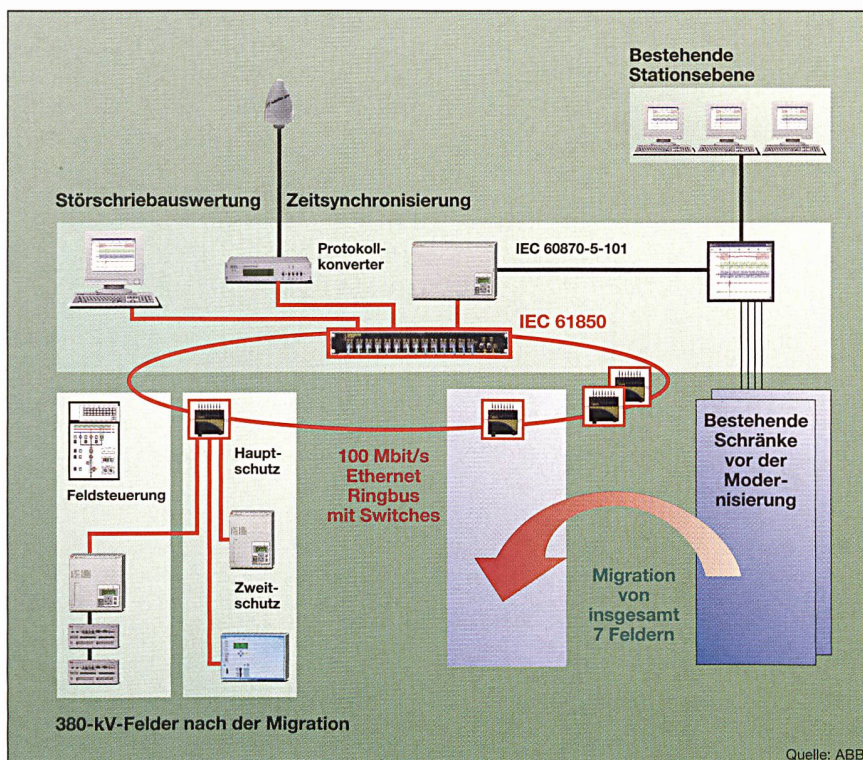 Bestehende
Stationsebene
Störschriebauswertung
Zeitsynchronisierung
Protokoll-
konverter
IEC 60870-5-101
IEC 61850
Haupt-
schutz
Feldsteuerung
Zweit-
schutz
100 Mbit/s
Ethernet
Ringbus
mit Switches
Bestehende
Schränke
vor der
Moder-
nisierung
Migration
von
insgesamt
7 Feldern
380-kV-Felder nach der Migration
Quelle: ABB